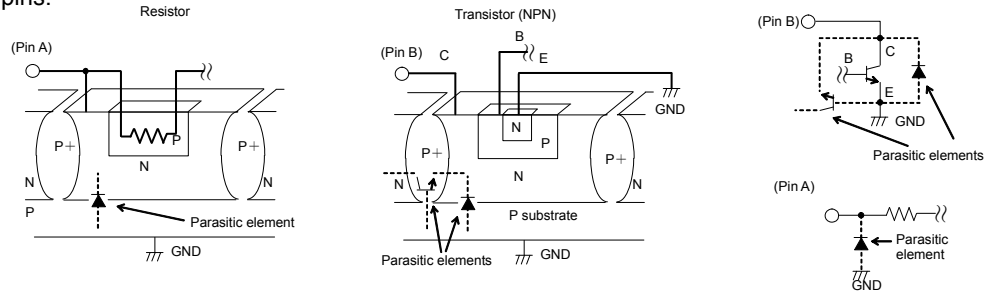 pins.
Resistor
(Pin A)
P+
P
P+
N
N
N
P
Parasitic element
GND
Transistor (NPN)
(Pin B)
C
B
E
GND
N
P
P+
P+
N
N
N
P substrate
Parasitic elements
GND
(Pin B)
C
B
E
GND
Parasitic elements
(Pin A)
Parasitic
element
GND